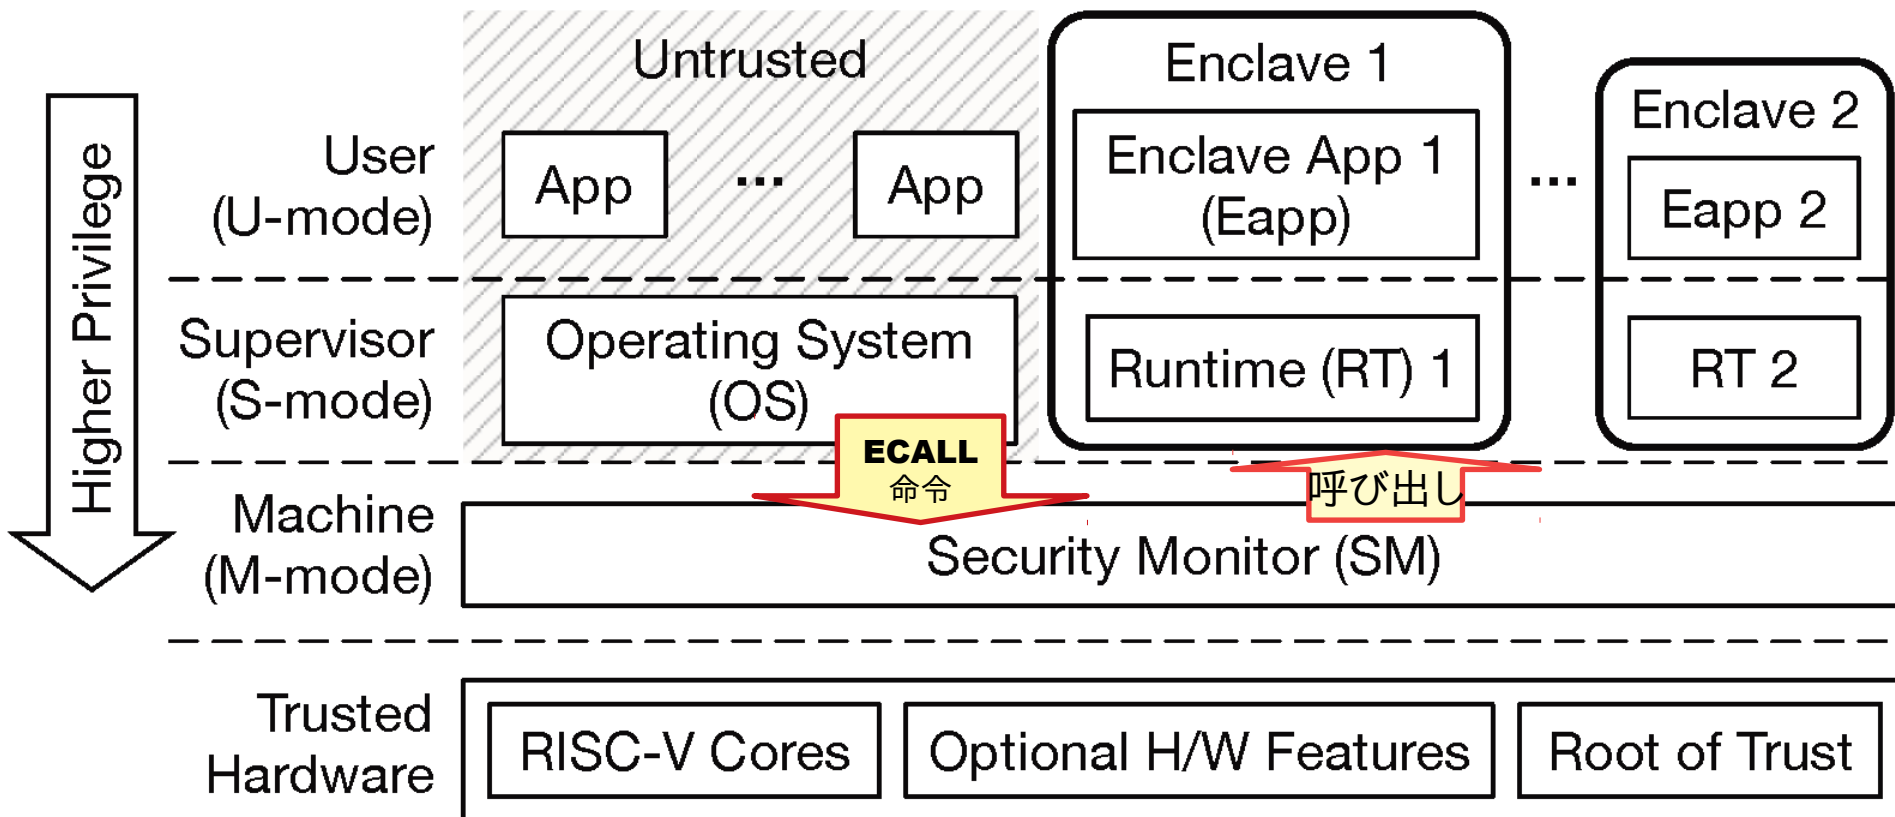 Higher Privilege
User
(U-mode)
Supervisor
(S-mode)
Machine
(M-mode)
Trusted
Hardware
Untrusted
App
...
App
Operating System
(OS)
Enclave 1
Enclave App 1
(Eapp)
Runtime (RT) 1
...
Enclave 2
Eapp 2
RT 2
ECALL
命令
呼び出し
Security Monitor (SM)
RISC-V Cores
Optional H/W Features
Root of Trust